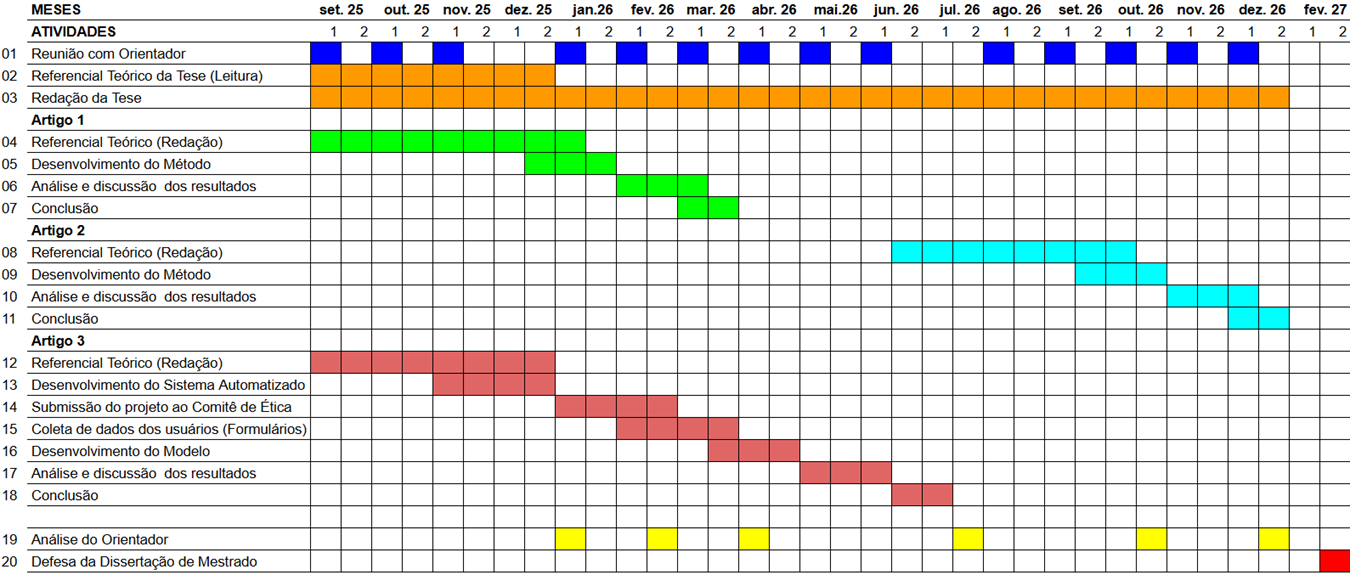 MESES set. 25 out. 25 nov. 25 dez. 25 jan.26 fev. 26 mar. 26 abr. 26 mai.26 jun. 26 jul. 26 ago. 26 set. 26 out. 26 nov. 26 dez. 26 fev. 27
ATIVIDADES 1 2 1 2 1 2 1 2 1 2 1 2 1 2 1 2 1 2 1 2 1 2 1 2 1 2 1 2 1 2 1 2 1 2
01 Reunião com Orientador
02 Referencial Teórico da Tese (Leitura)
03 Redação da Tese
Artigo 1
04 Referencial Teórico (Redação)
05 Desenvolvimento do Método
06 Análise e discussão dos resultados
07 Conclusão
Artigo 2
08 Referencial Teórico (Redação)
09 Desenvolvimento do Método
10 Análise e discussão dos resultados
11 Conclusão
Artigo 3
12 Referencial Teórico (Redação)
13 Desenvolvimento do Sistema Automatizado
14 Submissão do projeto ao Comitê de Ética
15 Coleta de dados dos usuários (Formulários)
16 Desenvolvimento do Modelo
17 Análise e discussão dos resultados
18 Conclusão
19 Análise do Orientador
20 Defesa da Dissertação de Mestrado